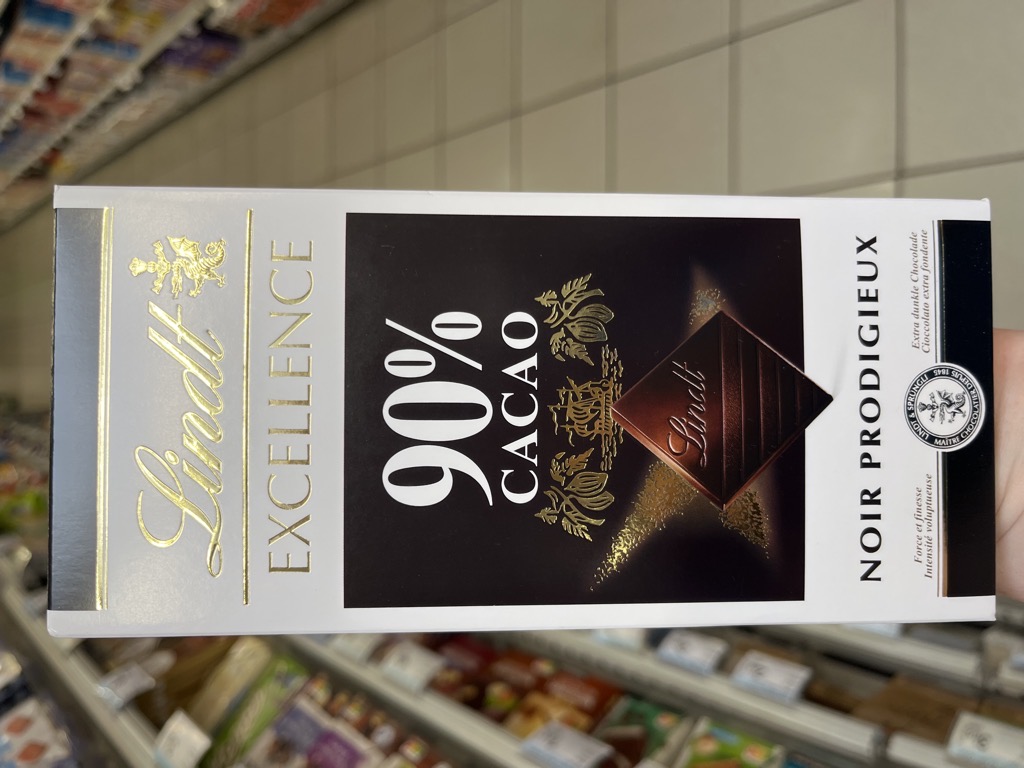 Lindt
EXCELLENCE
90%
CACAO
Lindt
NOIR PRODIGIEUX
Force et finesse
Intensité voluptueuse
Extra dunkle Chocolade
Cioccolato extra fondente
LINDT & SPRÜNGLI
MAÎTRE CHOCOLATIER DEPUIS 1845